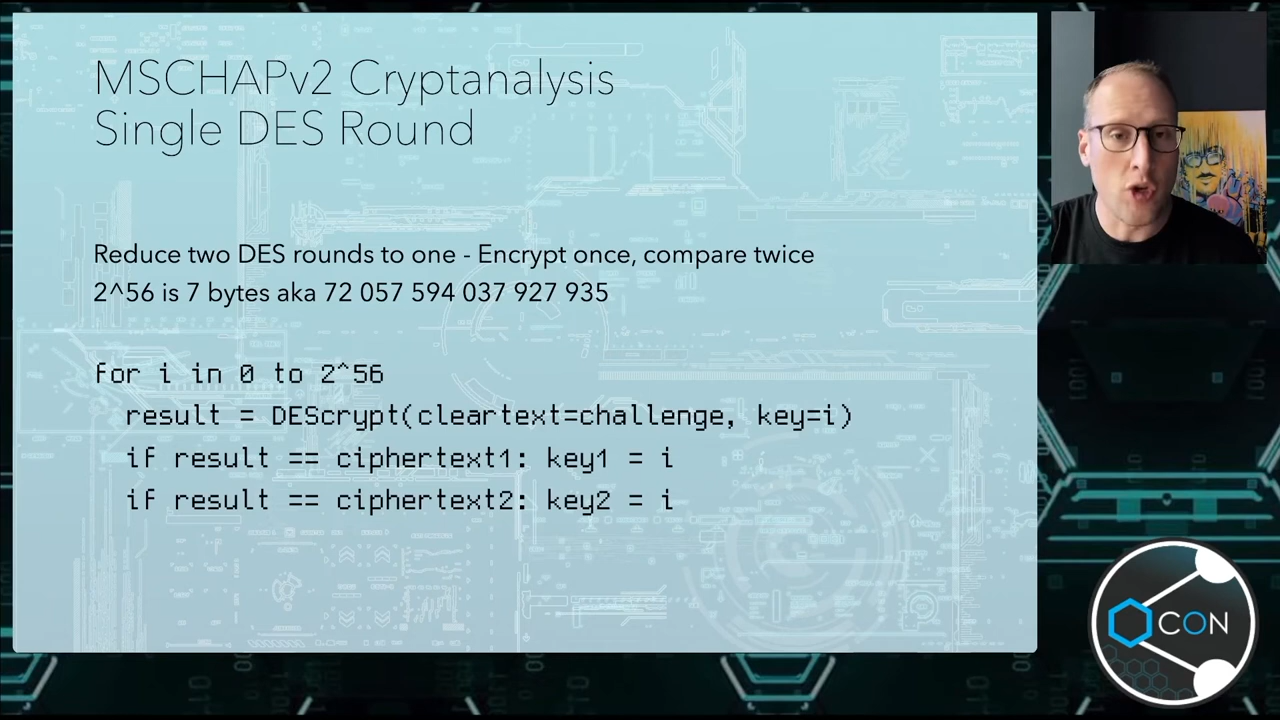 MSCHAPv2 Cryptanalysis
Single DES Round
Reduce two DES rounds to one - Encrypt once, compare twice
2^56 is 7 bytes aka 72 057 594 037 927 935
for i in 0 to 2^56
result = DEScrypt(cleartext=challenge, key=i)
if result == ciphertext1: key1 = i
if result == ciphertext2: key2 = i
CON